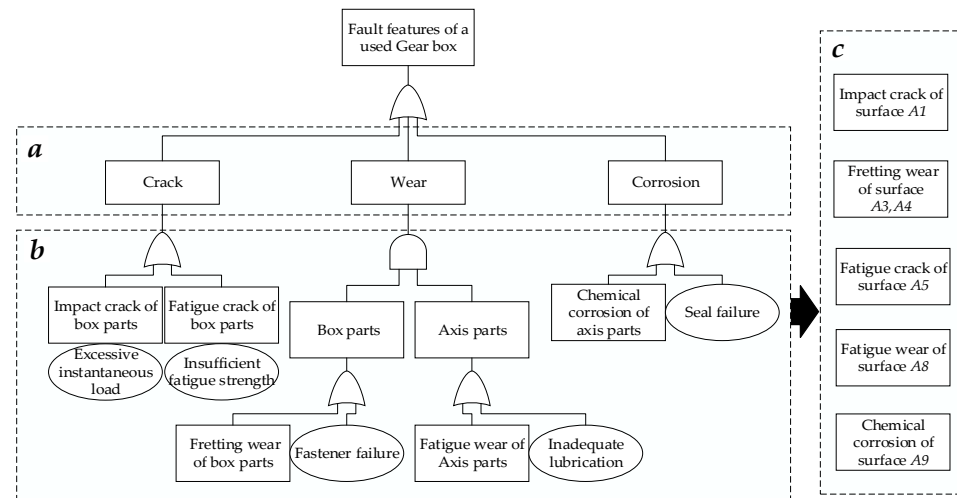 Fault features of a
used Gear box
a
Crack
Wear
Corrosion
b
Impact crack of
box parts
Fatigue crack of
box parts
Excessive
instantaneous
load
Insufficient
fatigue strength
Box parts
Axis parts
Chemical
corrosion of
axis parts
Seal failure
Fretting wear
of box parts
Fastener failure
Fatigue wear of
Axis parts
Inadequate
lubrication
c
Impact crack of
surface A1
Fretting wear
of surface
A3,A4
Fatigue crack of
surface A5
Fatigue wear of
surface A8
Chemical
corrosion of
surface A9